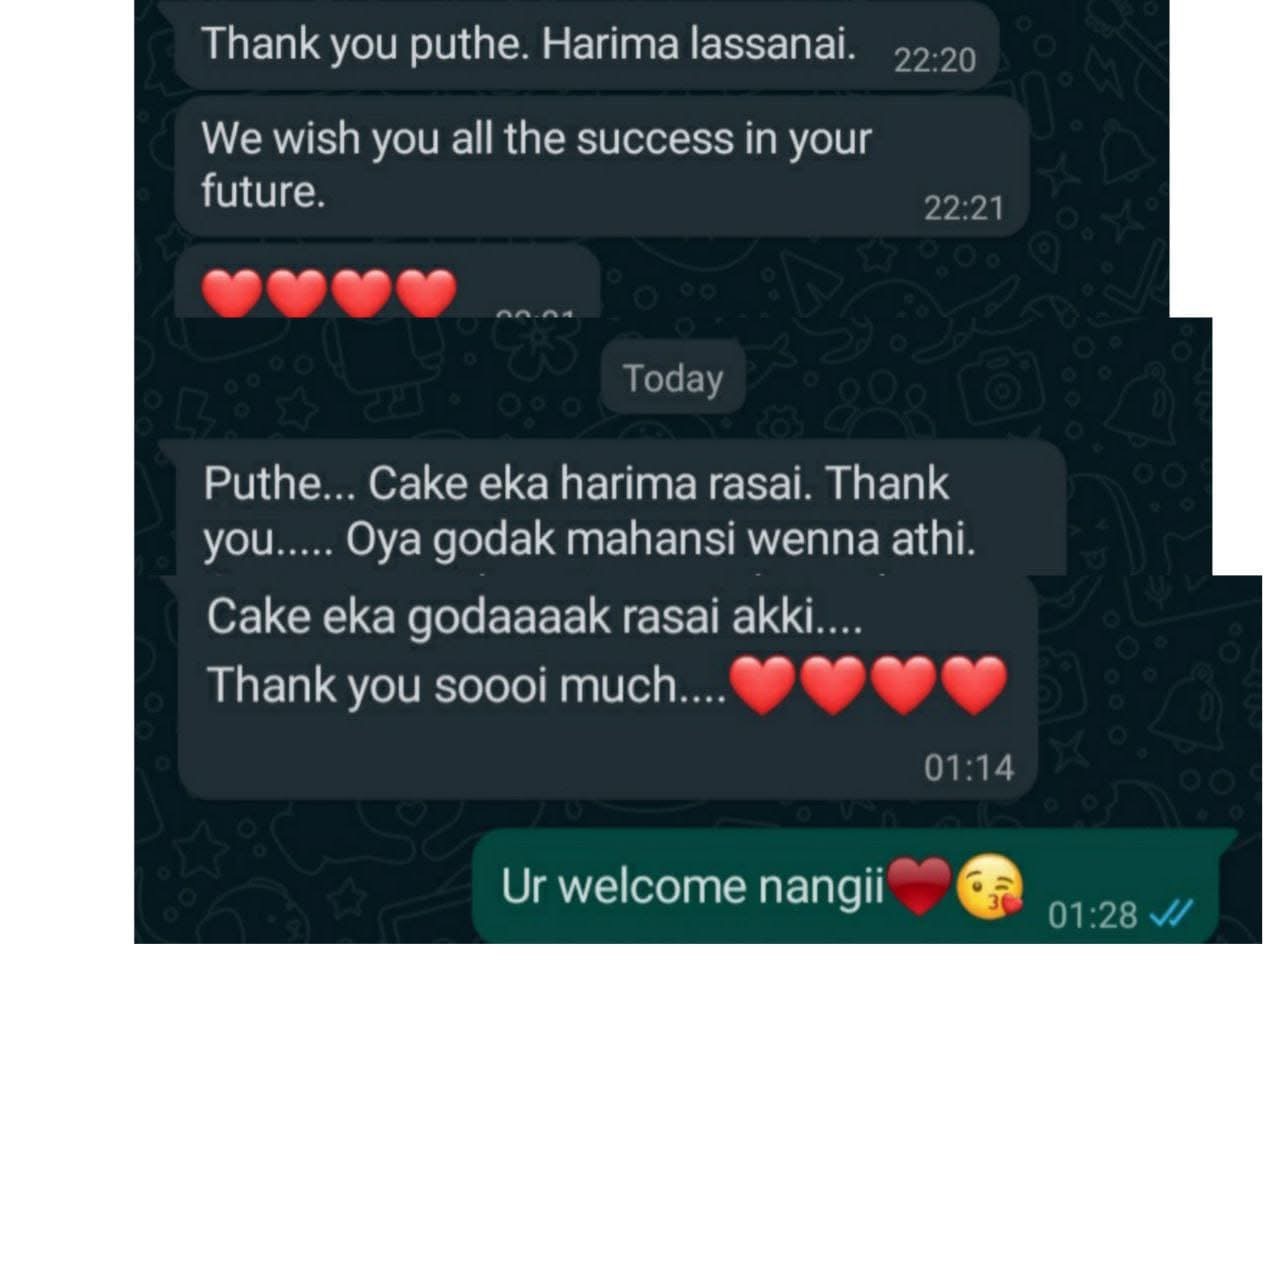 Thank you puthe. Harima lassanai. 22:20
We wish you all the success in your
future. 22:21
❤️❤️❤️❤️
Today
Puthe... Cake eka harima rasai. Thank
you..... Oya godak mahansi wenna athi.
Cake eka godaaaak rasai akki....
Thank you soooi much....❤️❤️❤️❤️
01:14
Ur welcome nangii❤️😘 01:28